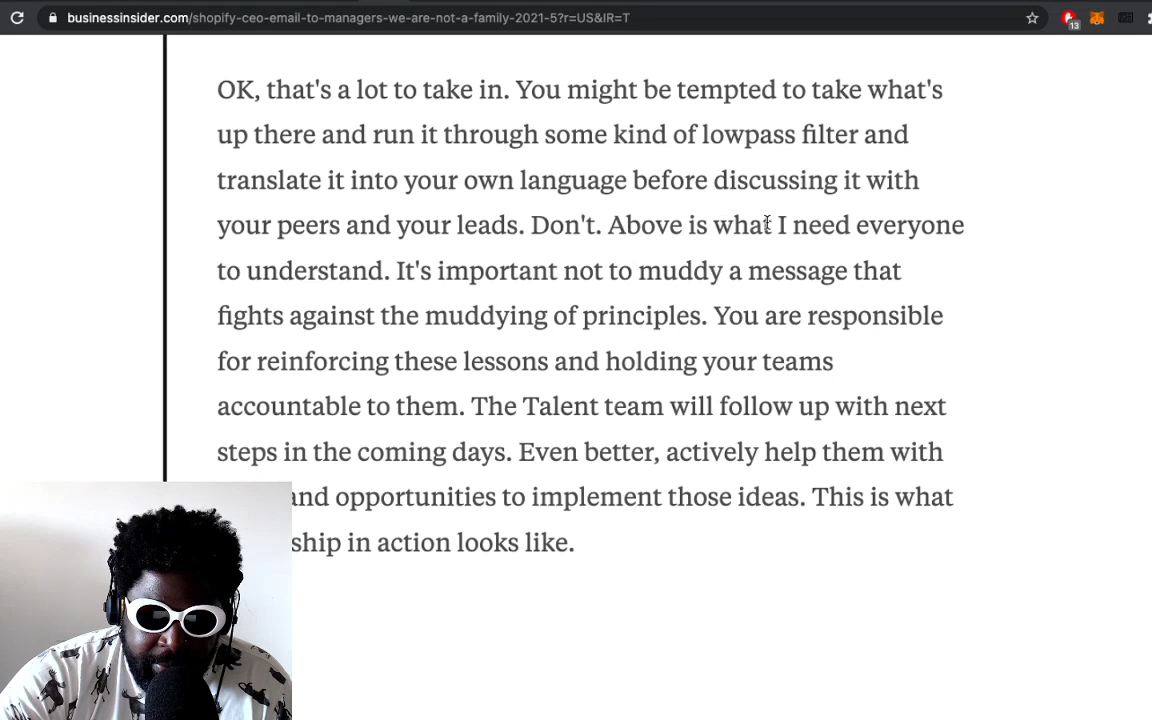 businessinsider.com/shopify-ceo-email-to-managers-we-are-not-a-family-2021-5?r=US&IR=T
13
OK, that's a lot to take in. You might be tempted to take what's
up there and run it through some kind of lowpass filter and
translate it into your own language before discussing it with
your peers and your leads. Don't. Above is what I need everyone
to understand. It's important not to muddy a message that
fights against the muddying of principles. You are responsible
for reinforcing these lessons and holding your teams
accountable to them. The Talent team will follow up with next
steps in the coming days. Even better, actively help them with
and opportunities to implement those ideas. This is what
ship in action looks like.